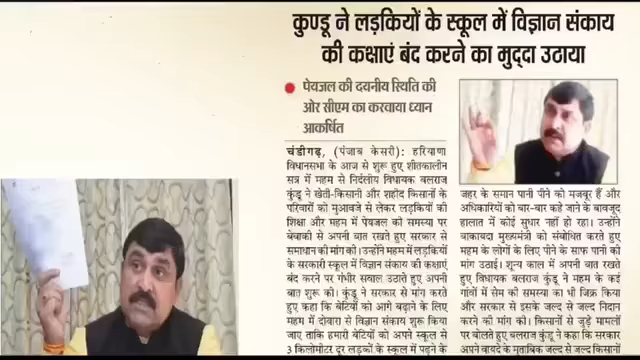 कुण्डू ने लड़कियों के स्कूल में विज्ञान संकाय
की कक्षाएं बंद करने का मुद्दा उठाया
पेयजल की दयनीय स्थिति की
ओर सीएम का करवाया ध्यान
आकर्षित
चंडीगढ़, (पंजाब केसरी): हरियाणा
विधानसभा के आज से शुरू हुए शीतकालीन
सत्र में महम से निर्दलीय विधायक बलराज
कुंडू ने खेती-किसानी और शहीद किसानों के
परिवारों को मुआवजे से लेकर लड़कियों की
शिक्षा और महम में पेयजल की समस्या पर
बेबाकी से अपनी बात रखते हुए सरकार से
समाधान की मांग की। उन्होंने महम में लड़कियों
के सरकारी स्कूल में विज्ञान संकाय की कक्षाएं
बंद करने पर गंभीर सवाल उठाते हुए अपनी
बात शुरू की। कुंडू ने सरकार से मांग करते
हुए कहा कि बेटियों को आगे बढ़ाने के लिए
महम में दोबारा से विज्ञान संकाय शुरू किया
जाए ताकि हमारी बेटियों को अपने स्कूल से
3 किलोमीटर दूर लड़कों के स्कूल में पढ़ने के
जहर के समान पानी पीने को मजबूर हैं और
अधिकारियों को बार-बार कहे जाने के बावजूद
हालात में कोई सुधार नहीं हो रहा। उन्होंने
बाकायदा मुख्यमंत्री को संबोधित करते हुए
महम के लोगों के लिए पीने के साफ पानी की
मांग उठाई। शून्य काल में अपनी बात रखते
हुए विधायक बलराज कुंडू ने महम के कई
गांवों में सेम की समस्या का भी जिक्र किया
और सरकार से इसके जल्द से जल्द निदान
करने की मांग की। किसानों से जुड़े मामलों
पर बोलते हुए बलराज कुंडू ने कहा कि सरकार
अपने वायदे के मुताबिक जल्द से जल्द किसानों